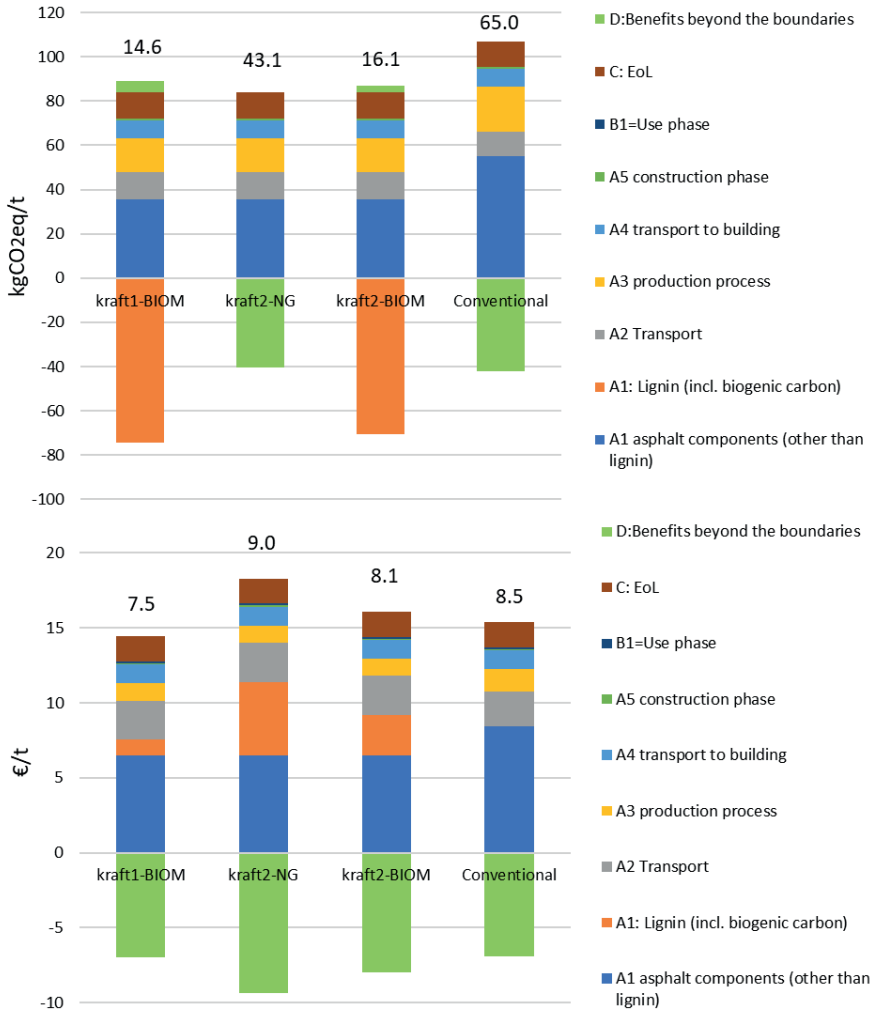 120
100
80
60
40
20
0
-20
-40
-60
-80
-100
kgCO2eq/t
14.6
43.1
16.1
65.0
kraft1-BIOM
kraft2-NG
kraft2-BIOM
Conventional
D:Benefits beyond the boundaries
C: EoL
B1=Use phase
A5 construction phase
A4 transport to building
A3 production process
A2 Transport
A1: Lignin (incl. biogenic carbon)
A1 asphalt components (other than
lignin)
20
15
10
5
0
-5
-10
€/t
7.5
9.0
8.1
8.5
kraft1-BIOM
kraft2-NG
kraft2-BIOM
Conventional
D:Benefits beyond the boundaries
C: EoL
B1=Use phase
A5 construction phase
A4 transport to building
A3 production process
A2 Transport
A1: Lignin (incl. biogenic carbon)
A1 asphalt components (other than
lignin)